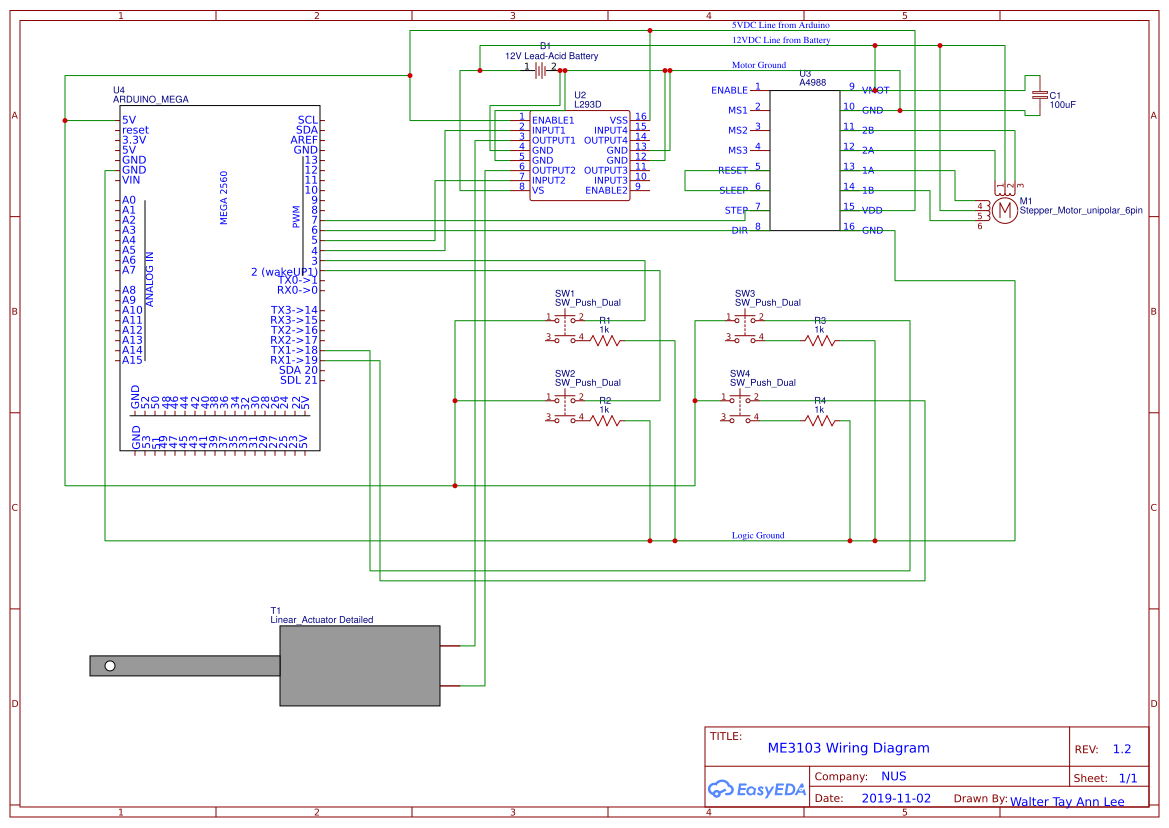 1 2 3 4 5
A A
B B
C C
D D
1 2 3 4 5
5VDC Line from Arduino
12VDC Line from Battery
Motor Ground
Logic Ground
B1
12V Lead-Acid Battery
1 2
U4
ARDUINO_MEGA
MEGA 2560
5V
reset
3.3V
5V
GND
GND
VIN
A0
A1
A2
A3
A4
A5
A6
A7
A8
A9
A10
A11
A12
A13
A14
A15
ANALOG IN
SCL
SDA
AREF
GND
13
12
11
10
9
8
7
6
5
4
3
2 (wakeUP1)
TX0->1
RX0->0
PWM
TX3->14
RX3->15
TX2->16
RX2->17
TX1->18
RX1->19
SDA 20
SDL 21
GND 52 50 48 46 44 42 40 38 36 34 32 30 28 26 24 22 5V
GND 53 51 49 47 45 43 41 39 37 35 33 31 29 27 25 23 5V
U2
L293D
1 ENABLE1 VSS 16
2 INPUT1 INPUT4 15
3 OUTPUT1 OUTPUT4 14
4 GND GND 13
5 GND GND 12
6 OUTPUT2 OUTPUT3 11
7 INPUT2 INPUT3 10
8 VS ENABLE2 9
U3
A4988
ENABLE 1 9 VMOT
MS1 2 10 GND
MS2 3 11 2B
MS3 4 12 2A
RESET 5 13 1A
SLEEP 6 14 1B
STEP 7 15 VDD
DIR 8 16 GND
C1
100uF
1 2 3
4
5
6
M
M1
Stepper_Motor_unipolar_6pin
SW1
SW_Push_Dual
1 2
3 4
R1
1k
SW3
SW_Push_Dual
1 2
3 4
R3
1k
SW2
SW_Push_Dual
1 2
3 4
R2
1k
SW4
SW_Push_Dual
1 2
3 4
R4
1k
T1
Linear_Actuator Detailed
TITLE:
ME3103 Wiring Diagram
REV: 1.2
EasyEDA
Company: NUS
Sheet: 1/1
Date: 2019-11-02
Drawn By: Walter Tay Ann Lee